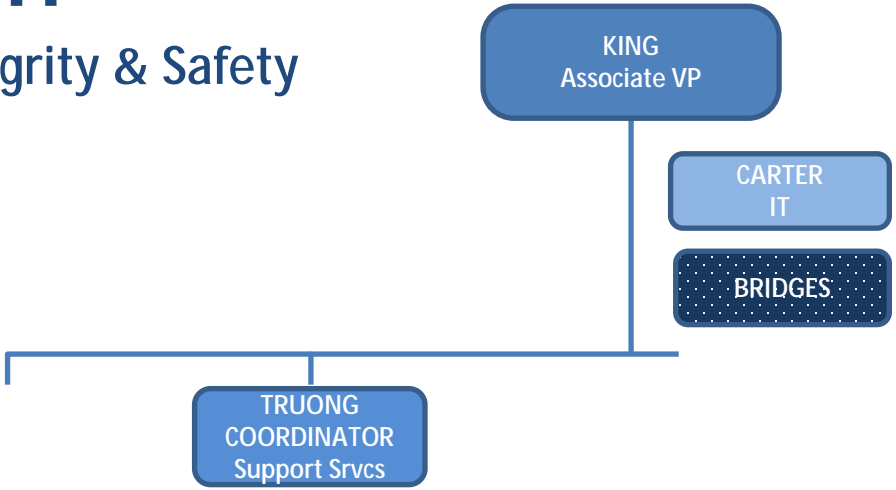 grity & Safety
KING
Associate VP
CARTER
IT
BRIDGES
TRUONG
COORDINATOR
Support Srvcs